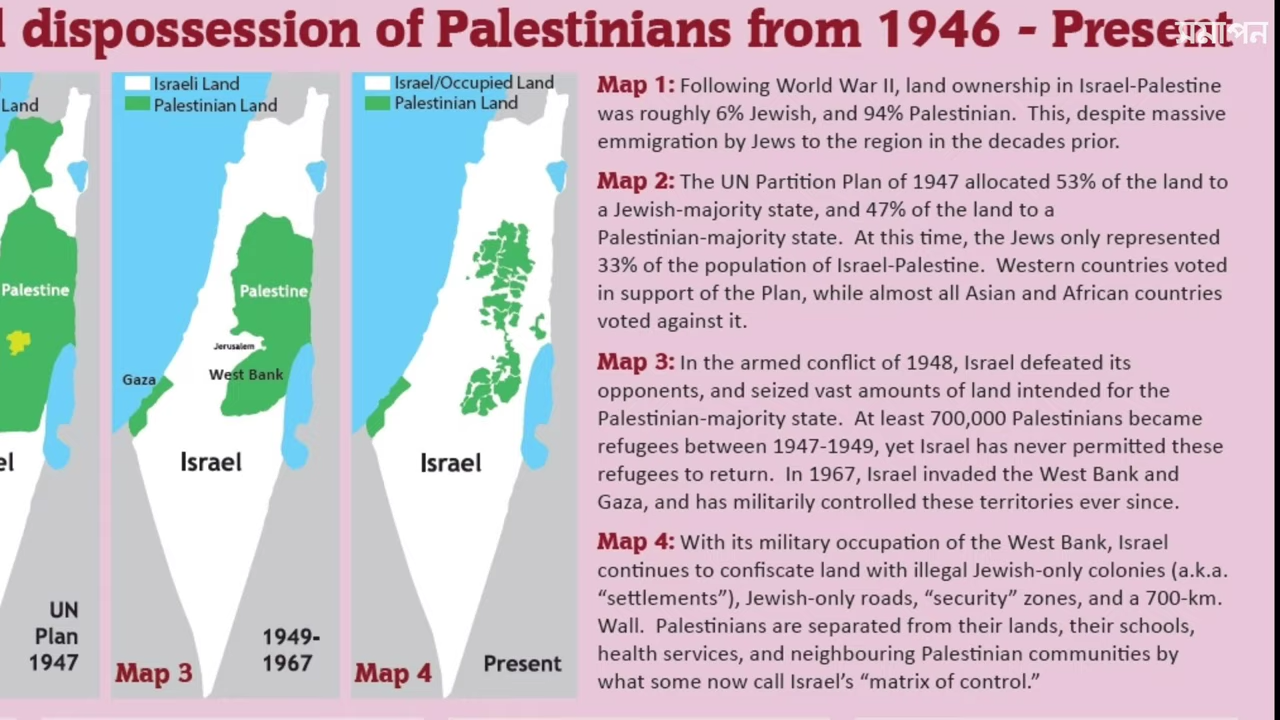 l dispossession of Palestinians from 1946 - Present
সমাপন
Land
Palestine
el
UN
Plan
1947
Israeli Land
Palestinian Land
Palestine
Jerusalem
Gaza
West Bank
Israel
1949-
1967
Map 3
Israel/Occupied Land
Palestinian Land
Israel
Map 4
Present
Map 1: Following World War II, land ownership in Israel-Palestine
was roughly 6% Jewish, and 94% Palestinian. This, despite massive
emmigration by Jews to the region in the decades prior.
Map 2: The UN Partition Plan of 1947 allocated 53% of the land to
a Jewish-majority state, and 47% of the land to a
Palestinian-majority state. At this time, the Jews only represented
33% of the population of Israel-Palestine. Western countries voted
in support of the Plan, while almost all Asian and African countries
voted against it.
Map 3: In the armed conflict of 1948, Israel defeated its
opponents, and seized vast amounts of land intended for the
Palestinian-majority state. At least 700,000 Palestinians became
refugees between 1947-1949, yet Israel has never permitted these
refugees to return. In 1967, Israel invaded the West Bank and
Gaza, and has militarily controlled these territories ever since.
Map 4: With its military occupation of the West Bank, Israel
continues to confiscate land with illegal Jewish-only colonies (a.k.a.
“settlements”), Jewish-only roads, “security” zones, and a 700-km.
Wall. Palestinians are separated from their lands, their schools,
health services, and neighbouring Palestinian communities by
what some now call Israel’s “matrix of control.”